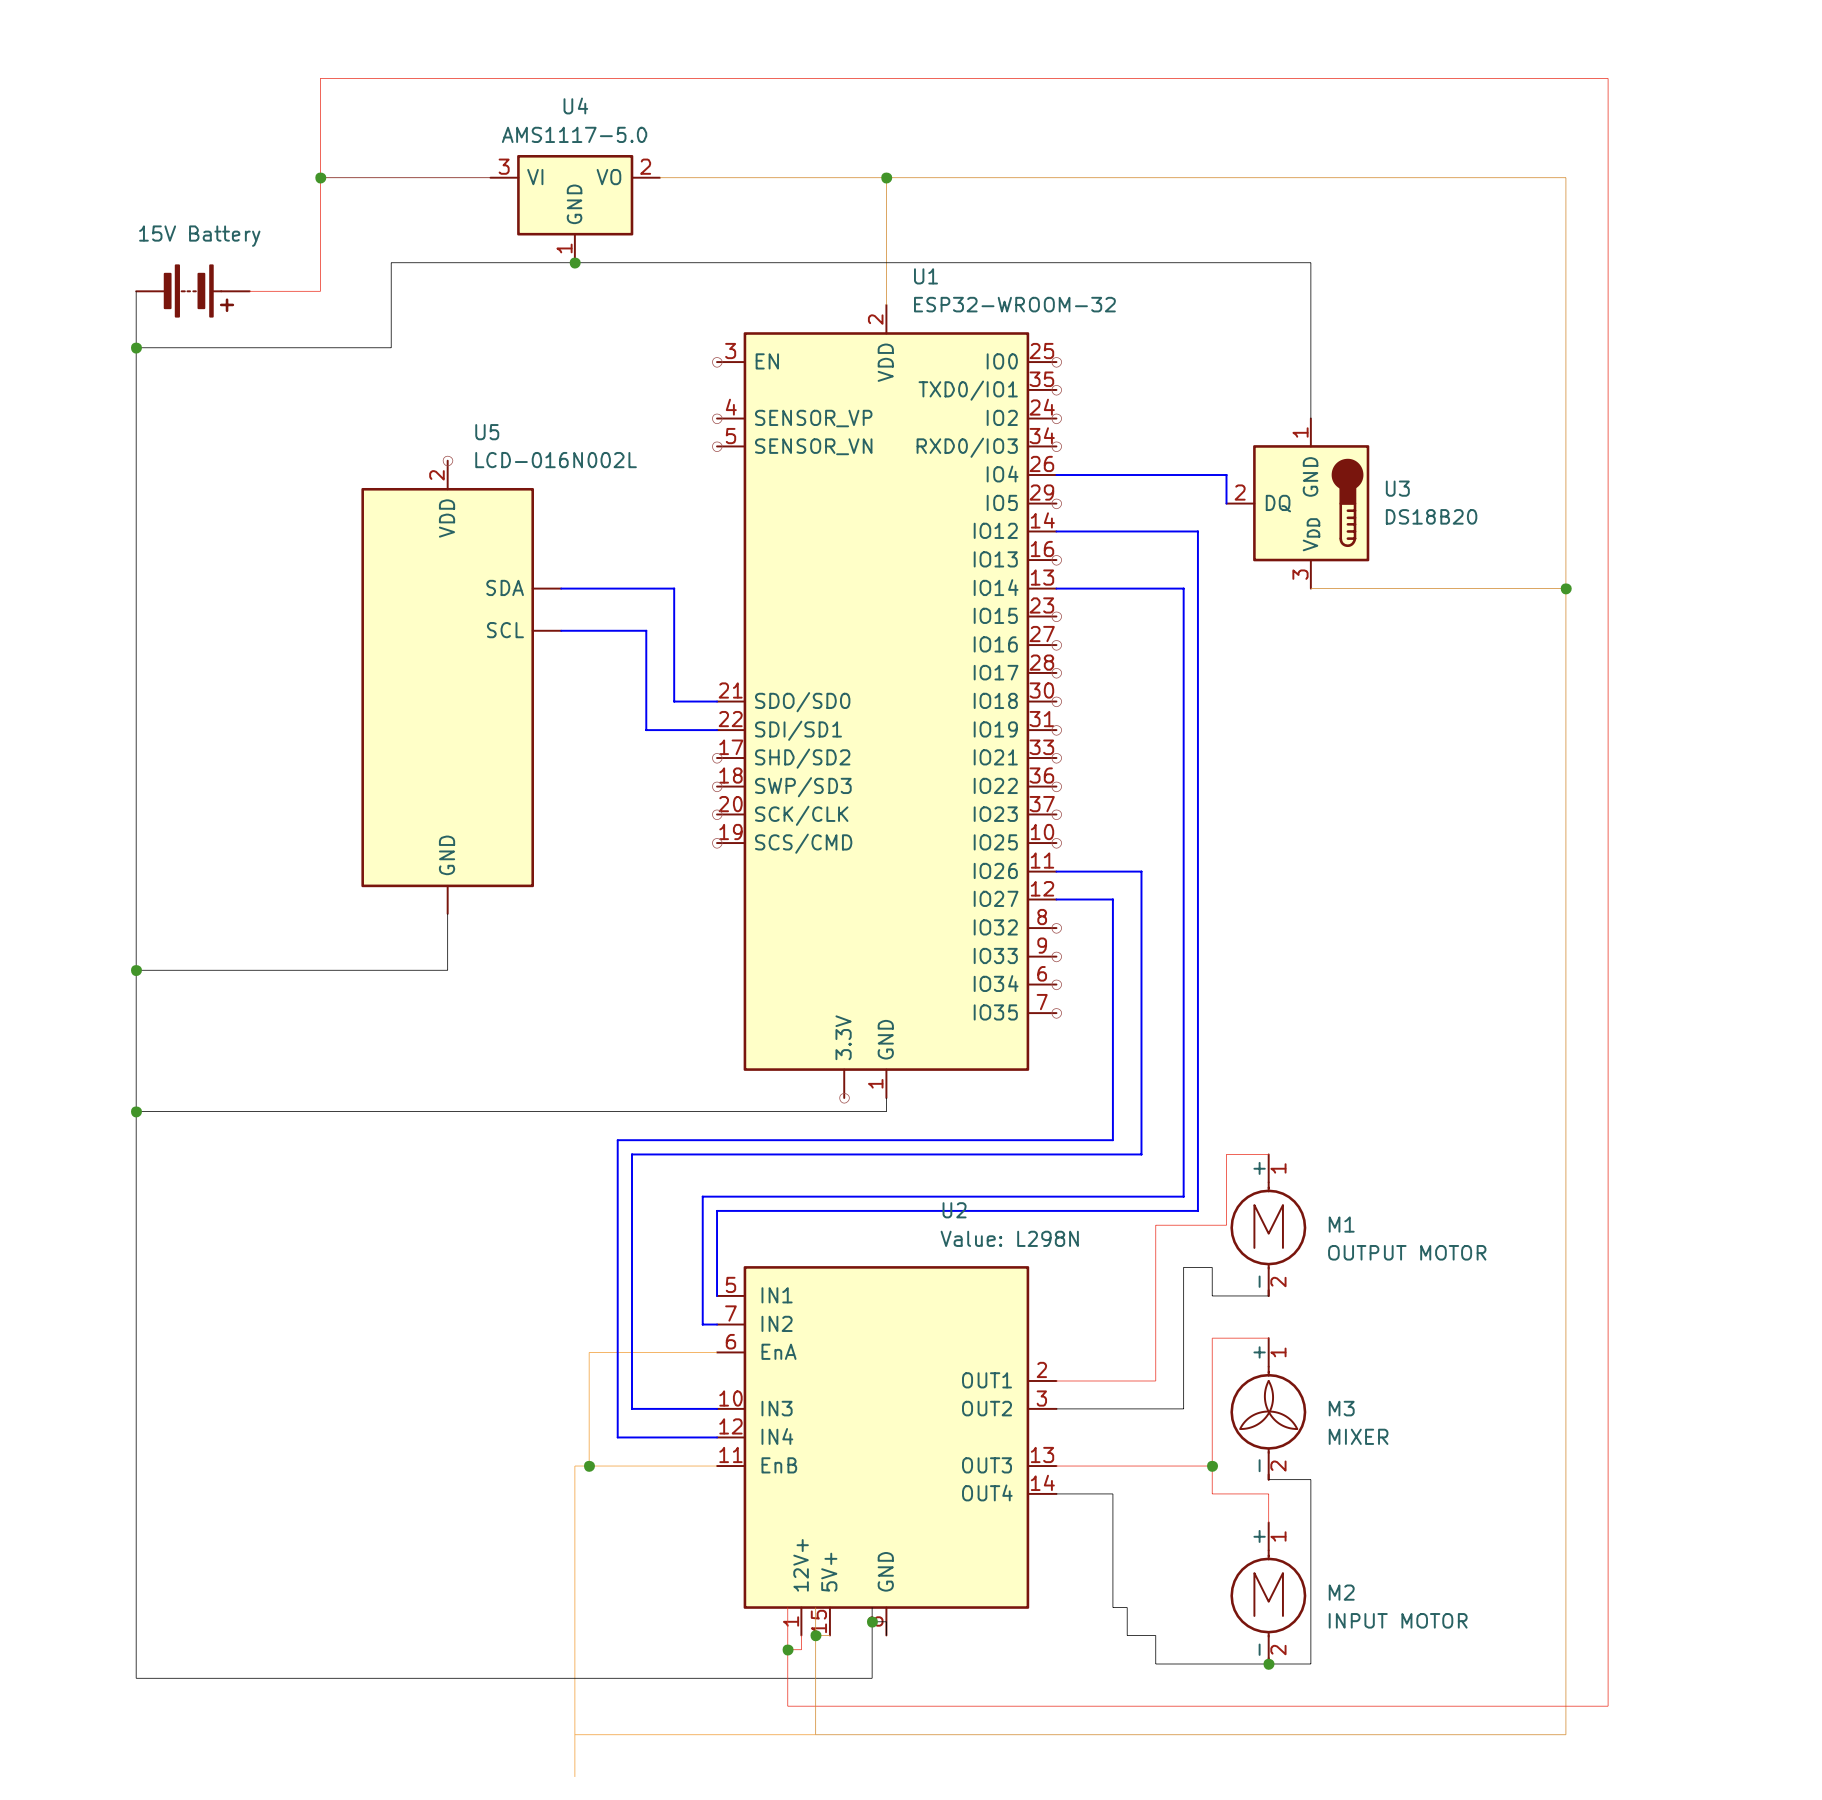 U4
AMS1117-5.0
3 VI VO 2
GND
1
15V Battery
+
U1
ESP32-WROOM-32
2
VDD
3 EN
4 SENSOR_VP
5 SENSOR_VN
21 SDO/SD0
22 SDI/SD1
17 SHD/SD2
18 SWP/SD3
20 SCK/CLK
19 SCS/CMD
IO0 25
TXD0/IO1 35
IO2 24
RXD0/IO3 34
IO4 26
IO5 29
IO12 14
IO13 16
IO14 13
IO15 23
IO16 27
IO17 28
IO18 30
IO19 31
IO21 33
IO22 36
IO23 37
IO25 10
IO26 11
IO27 12
IO32 8
IO33 9
IO34 6
IO35 7
3.3V
GND
1
U5
LCD-016N002L
2
VDD
SDA
SCL
GND
1
GND
2 DQ
VDD
3
U3
DS18B20
U2
Value: L298N
5 IN1
7 IN2
6 EnA
10 IN3
12 IN4
11 EnB
OUT1 2
OUT2 3
OUT3 13
OUT4 14
12V+
5V+
GND
1
15
+ 1
M
- 2
M1
OUTPUT MOTOR
+ 1
- 2
M3
MIXER
+ 1
M
- 2
M2
INPUT MOTOR